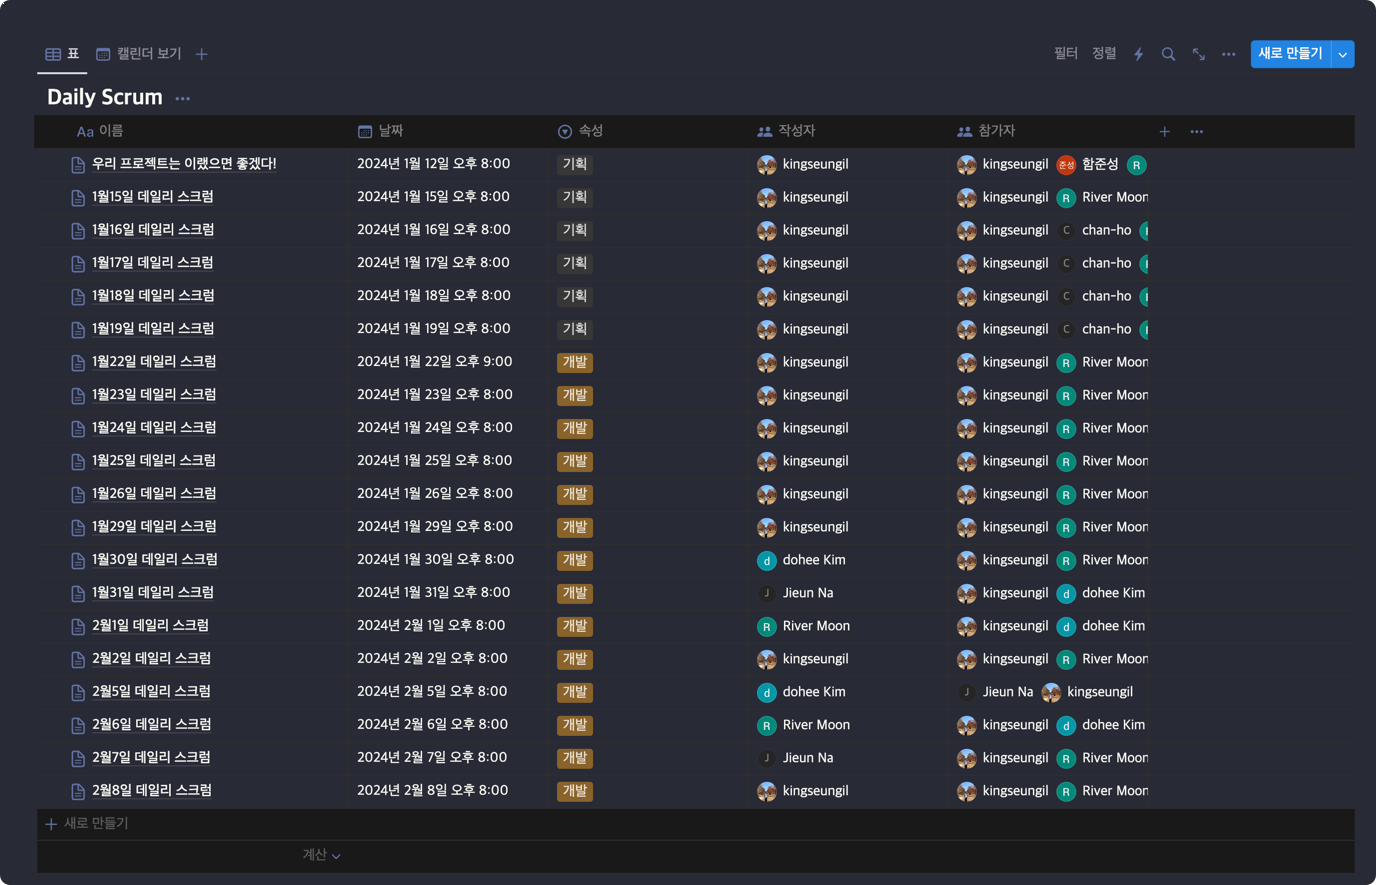 표 캘린더 보기 필터 정렬 새로 만들기
Daily Scrum
Aa 이름 날짜 속성 작성자 참가자
우리 프로젝트는 이랬으면 좋겠다! 2024년 1월 12일 오후 8:00 기획 kingseungil kingseungil 준성 함준성 R
1월15일 데일리 스크럼 2024년 1월 15일 오후 8:00 기획 kingseungil kingseungil R River Moon
1월16일 데일리 스크럼 2024년 1월 16일 오후 8:00 기획 kingseungil kingseungil C chan-ho
1월17일 데일리 스크럼 2024년 1월 17일 오후 8:00 기획 kingseungil kingseungil C chan-ho
1월18일 데일리 스크럼 2024년 1월 18일 오후 8:00 기획 kingseungil kingseungil C chan-ho
1월19일 데일리 스크럼 2024년 1월 19일 오후 8:00 기획 kingseungil kingseungil C chan-ho
1월22일 데일리 스크럼 2024년 1월 22일 오후 9:00 개발 kingseungil kingseungil R River Moon
1월23일 데일리 스크럼 2024년 1월 23일 오후 8:00 개발 kingseungil kingseungil R River Moon
1월24일 데일리 스크럼 2024년 1월 24일 오후 8:00 개발 kingseungil kingseungil R River Moon
1월25일 데일리 스크럼 2024년 1월 25일 오후 8:00 개발 kingseungil kingseungil R River Moon
1월26일 데일리 스크럼 2024년 1월 26일 오후 8:00 개발 kingseungil kingseungil R River Moon
1월29일 데일리 스크럼 2024년 1월 29일 오후 8:00 개발 kingseungil kingseungil R River Moon
1월30일 데일리 스크럼 2024년 1월 30일 오후 8:00 개발 d dohee Kim kingseungil R River Moon
1월31일 데일리 스크럼 2024년 1월 31일 오후 8:00 개발 J Jieun Na kingseungil d dohee Kim
2월1일 데일리 스크럼 2024년 2월 1일 오후 8:00 개발 R River Moon kingseungil d dohee Kim
2월2일 데일리 스크럼 2024년 2월 2일 오후 8:00 개발 kingseungil kingseungil R River Moon
2월5일 데일리 스크럼 2024년 2월 5일 오후 8:00 개발 d dohee Kim J Jieun Na kingseungil
2월6일 데일리 스크럼 2024년 2월 6일 오후 8:00 개발 R River Moon kingseungil d dohee Kim
2월7일 데일리 스크럼 2024년 2월 7일 오후 8:00 개발 J Jieun Na kingseungil R River Moon
2월8일 데일리 스크럼 2024년 2월 8일 오후 8:00 개발 kingseungil kingseungil R River Moon
새로 만들기
계산